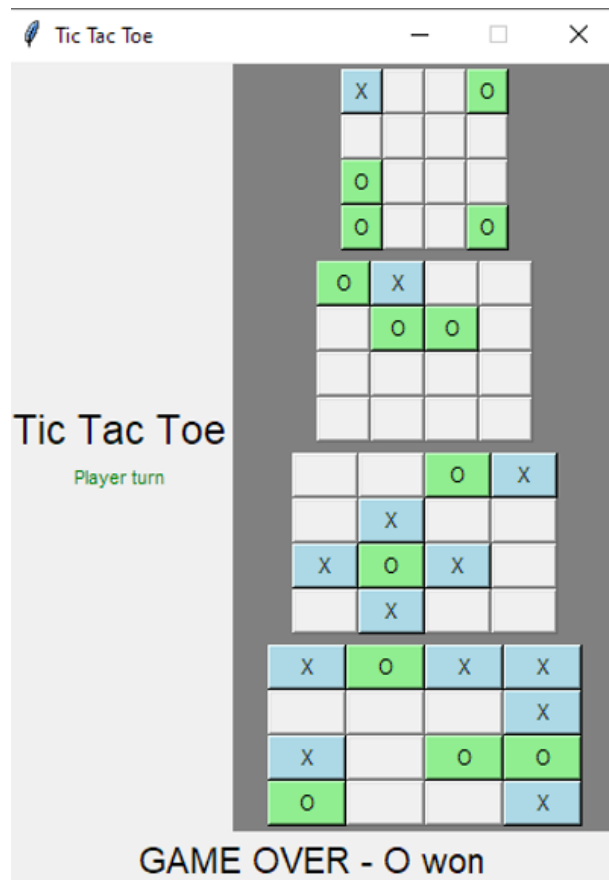 Tic Tac Toe
X O
O
O O
O X
O O
Tic Tac Toe
Player turn
O X
X
X O X
X
X O X X
X
X O O
O X
GAME OVER - O won